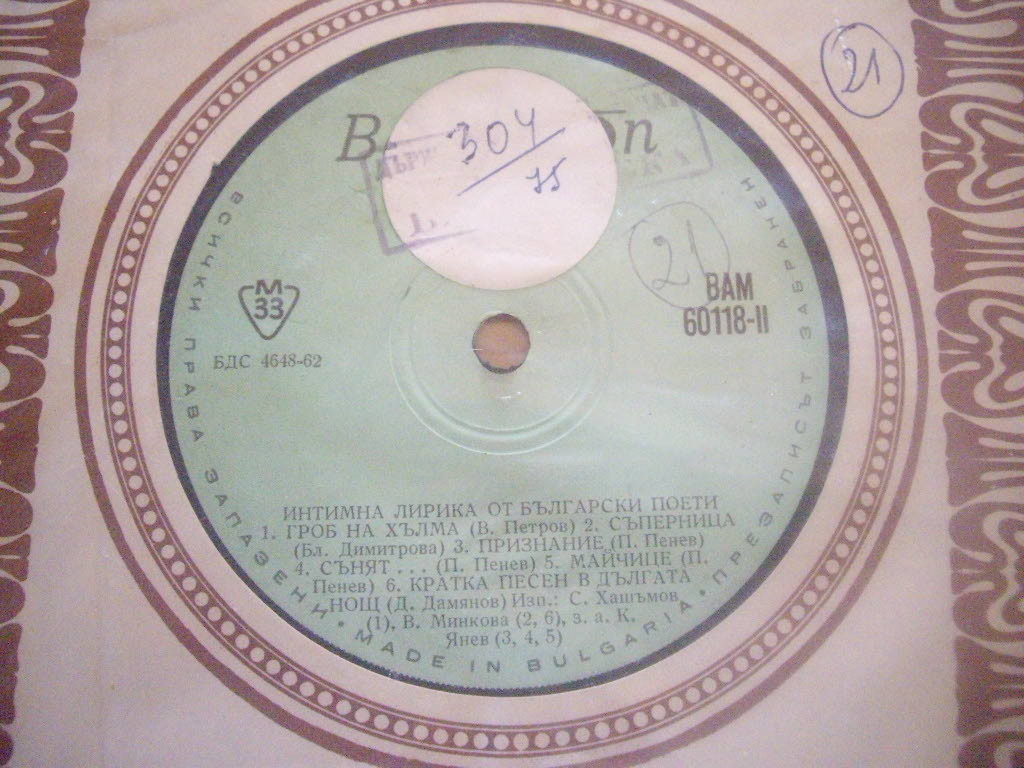 21
304
75
21
M
33
БДС 4648-62
ВАМ
60118-II
ИНТИМНА ЛИРИКА ОТ БЪЛГАРСКИ ПОЕТИ
1. ГРОБ НА ХЪЛМА (В. Петров) 2. СЪПЕРНИЦА
(Бл. Димитрова) 3. ПРИЗНАНИЕ (П. Пенев)
4. СЪНЯТ . . . (П. Пенев) 5. МАЙЧИЦЕ (П.
Пенев) 6. КРАТКА ПЕСЕН В ДЪЛГАТА
НОЩ (Д. Дамянов) Изп.: С. Хашъмов
(1), В. Минкова (2, 6), з. а. К.
Янев (3, 4, 5)
ВСИЧКИ ПРАВА ЗАПАЗЕНИ • MADE IN BULGARIA • ПРЕЗАПИСЪТ ЗАБРАНЕН